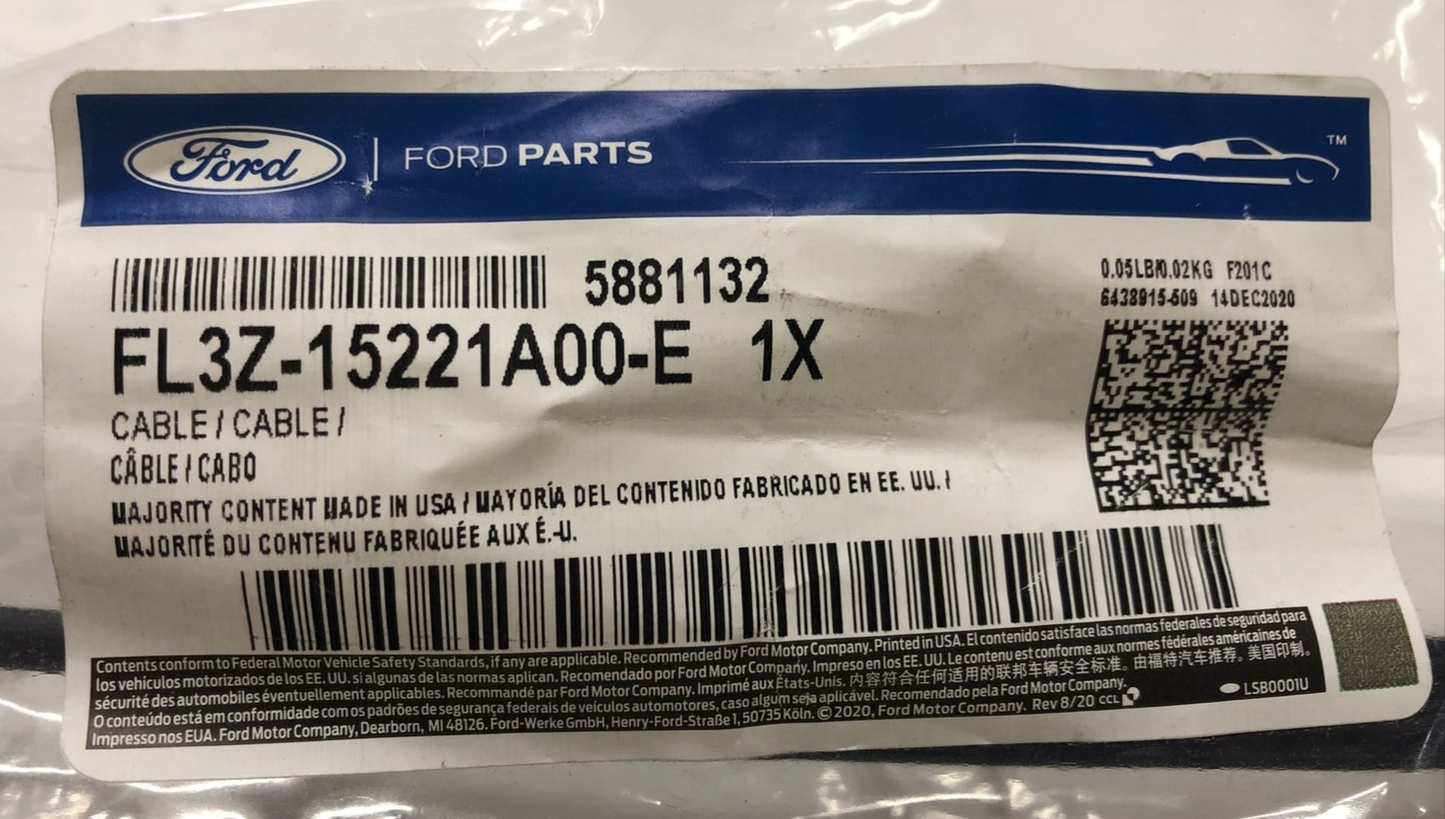 Ford | FORD PARTS ™
5881132
0.05LB/0.02KG F201C
6438915-509 14DEC2020
FL3Z-15221A00-E 1X
CABLE / CABLE /
CÂBLE / CABO
MAJORITY CONTENT MADE IN USA / MAYORÍA DEL CONTENIDO FABRICADO EN EE. UU. /
MAJORITÉ DU CONTENU FABRIQUÉE AUX É.-U.
Contents conform to Federal Motor Vehicle Safety Standards, if any are applicable. Recommended by Ford Motor Company. Printed in USA. El contenido satisface las normas federales de seguridad para
los vehículos motorizados de los EE. UU. si algunas de las normas aplican. Recomendado por Ford Motor Company. Impreso en los EE. UU. Le contenu est conforme aux normes fédérales américaines de
sécurité des automobiles éventuellement applicables. Recommandé par Ford Motor Company. Imprimé aux États-Unis. 内容符合任何适用的联邦车辆安全标准。由福特汽车推荐。美国印制。
O conteúdo está em conformidade com os padrões de segurança federais de veículos automotores, caso algum seja aplicável. Recomendado pela Ford Motor Company.
Impresso nos EUA. Ford Motor Company, Dearborn, MI 48126. Ford-Werke GmbH, Henry-Ford-Straße 1, 50735 Köln. © 2020, Ford Motor Company. Rev 8/20 CCL
LSB0001U